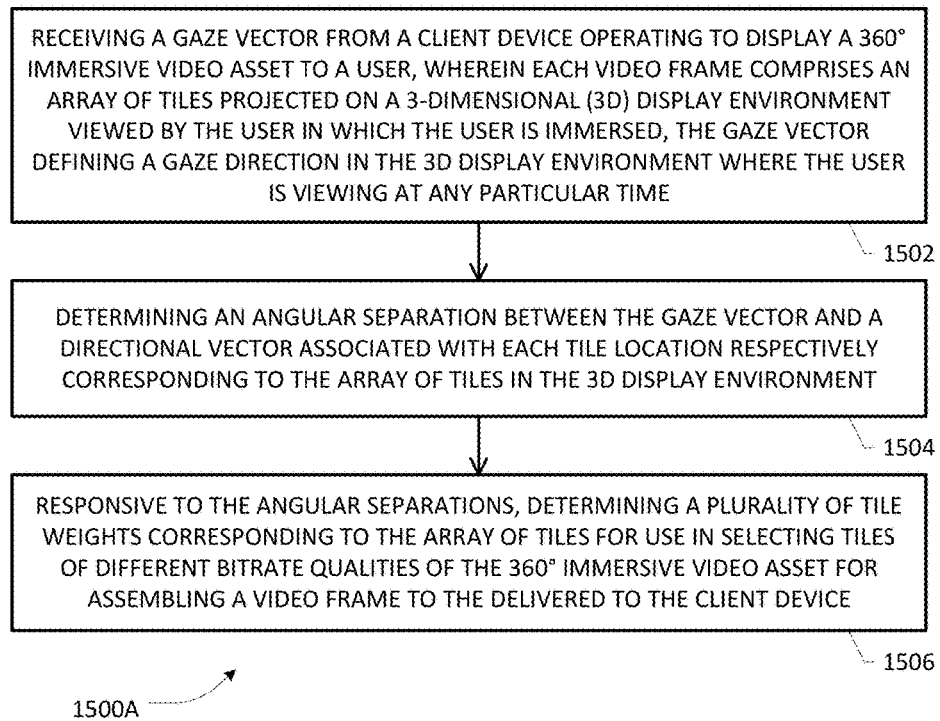 RECEIVING A GAZE VECTOR FROM A CLIENT DEVICE OPERATING TO DISPLAY A 360°
IMMERSIVE VIDEO ASSET TO A USER, WHEREIN EACH VIDEO FRAME COMPRISES AN
ARRAY OF TILES PROJECTED ON A 3-DIMENSIONAL (3D) DISPLAY ENVIRONMENT
VIEWED BY THE USER IN WHICH THE USER IS IMMERSED, THE GAZE VECTOR
DEFINING A GAZE DIRECTION IN THE 3D DISPLAY ENVIRONMENT WHERE THE USER
IS VIEWING AT ANY PARTICULAR TIME
1502
DETERMINING AN ANGULAR SEPARATION BETWEEN THE GAZE VECTOR AND A
DIRECTIONAL VECTOR ASSOCIATED WITH EACH TILE LOCATION RESPECTIVELY
CORRESPONDING TO THE ARRAY OF TILES IN THE 3D DISPLAY ENVIRONMENT
1504
RESPONSIVE TO THE ANGULAR SEPARATIONS, DETERMINING A PLURALITY OF TILE
WEIGHTS CORRESPONDING TO THE ARRAY OF TILES FOR USE IN SELECTING TILES
OF DIFFERENT BITRATE QUALITIES OF THE 360° IMMERSIVE VIDEO ASSET FOR
ASSEMBLING A VIDEO FRAME TO THE DELIVERED TO THE CLIENT DEVICE
1506
1500A